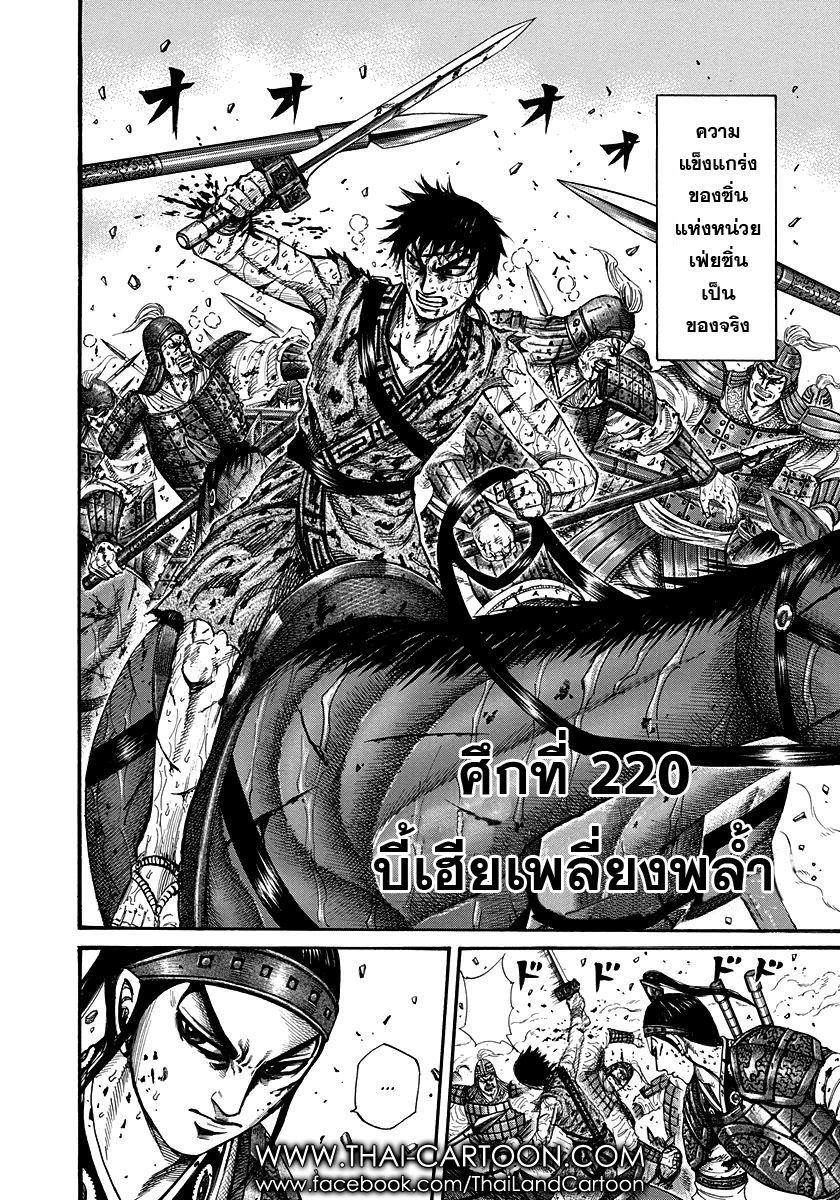 オ
オ
オ
オ
ความ
แข็งแกร่ง
ของซิ่น
แห่งหน่วย
เฟ่ยซิ่น
เป็น
ของจริง
ศึกที่ 220
บี้เฮียเพลี่ยงพล้ำ
...
ド
ド
ド
ド
WWW.THAI-CARTOON.COM
www.facebook.com/ThaiLandCartoon